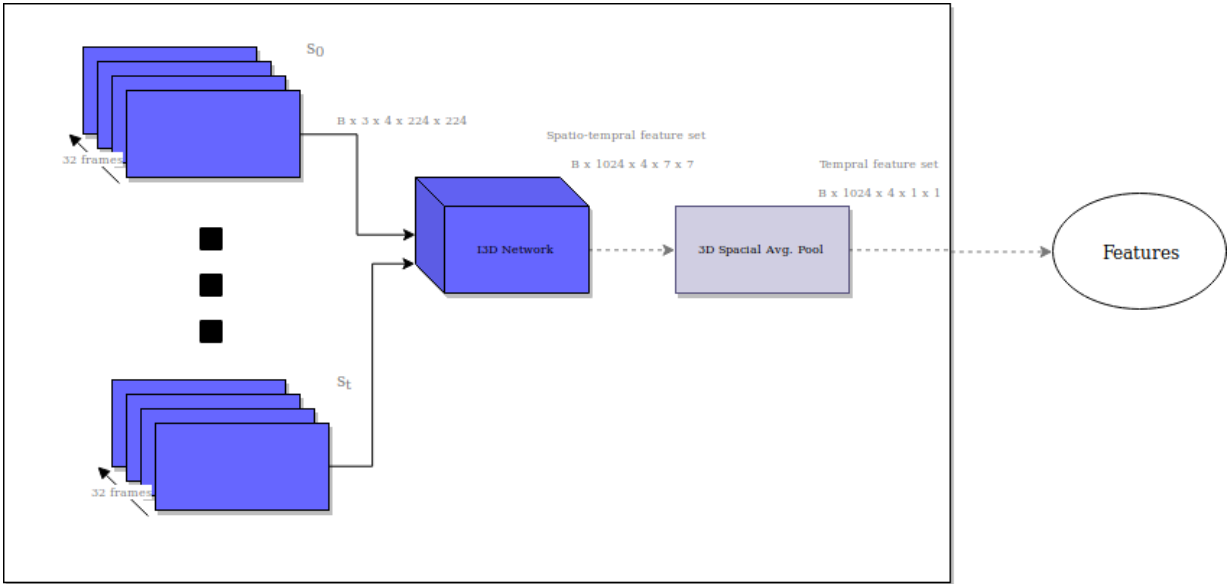 S0
B x 3 x 4 x 224 x 224
32 frames
Spatio-tempral feature set
B x 1024 x 4 x 7 x 7
Tempral feature set
B x 1024 x 4 x 1 x 1
I3D Network
3D Spacial Avg. Pool
Features
St
32 frames